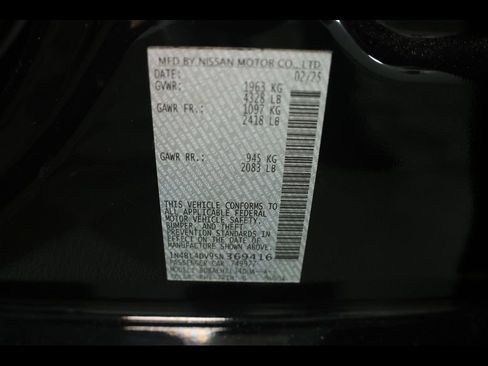 MFD BY NISSAN MOTOR CO., LTD.
DATE: 02/25
GVWR: 1963 KG
4328 LB
GAWR FR.: 1097 KG
2418 LB
GAWR RR.: 945 KG
2083 LB
THIS VEHICLE CONFORMS TO
ALL APPLICABLE FEDERAL
MOTOR VEHICLE SAFETY,
BUMPER, AND THEFT
PREVENTION STANDARDS IN
EFFECT ON THE DATE OF
MANUFACTURE SHOWN ABOVE.
1N4BL4DV9SN369416
PASSENGER CAR